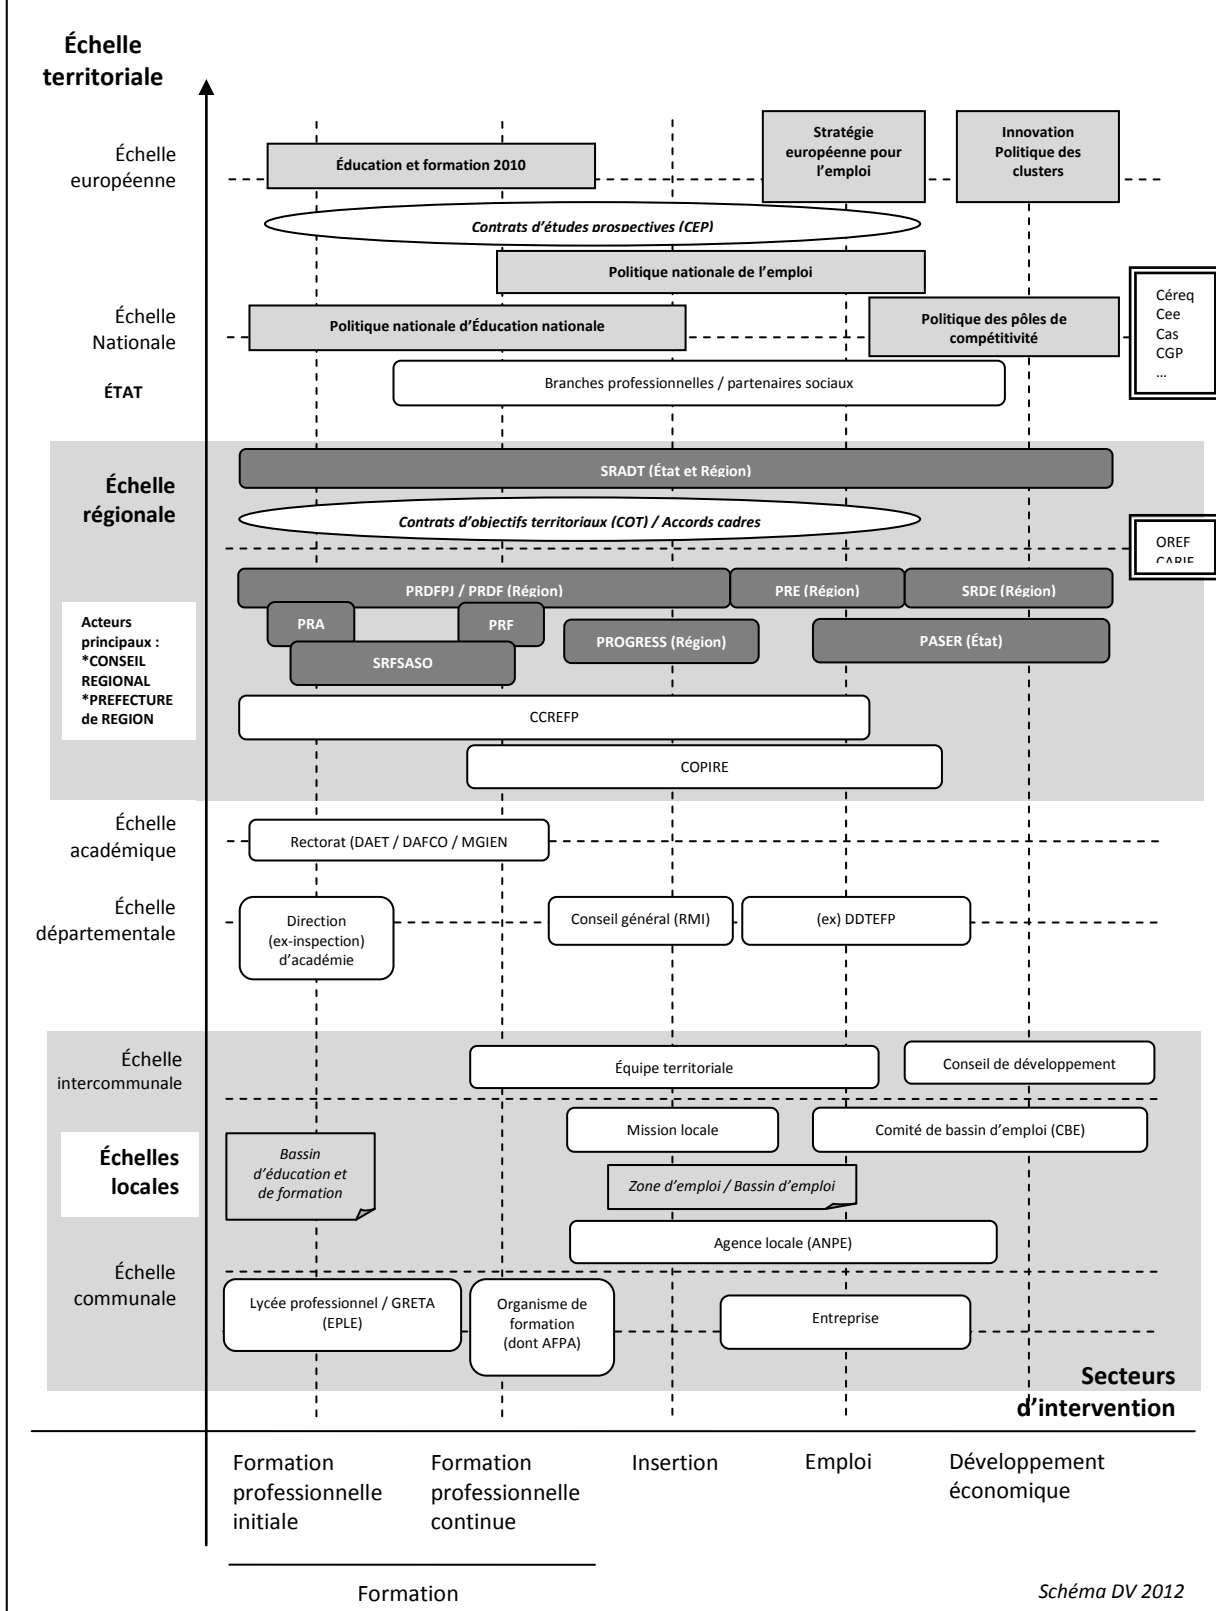 Échelle
territoriale
Échelle
européenne
Éducation et formation 2010
Stratégie
européenne pour
l’emploi
Innovation
Politique des
clusters
Contrats d’études prospectives (CEP)
Politique nationale de l’emploi
Échelle
Nationale
Politique nationale d’Éducation nationale
Politique des pôles de
compétitivité
Céreq
Cee
Cas
CGP
…
ÉTAT
Branches professionnelles / partenaires sociaux
SRADT (État et Région)
Échelle
régionale
Contrats d’objectifs territoriaux (COT) / Accords cadres
OREF
CARIF
PRDFPJ / PRDF (Région)
PRE (Région)
SRDE (Région)
Acteurs
principaux :
*CONSEIL
REGIONAL
*PREFECTURE
de REGION
PRA
PRF
PROGRESS (Région)
PASER (État)
SRFSASO
CCREFP
COPIRE
Échelle
académique
Rectorat (DAET / DAFCO / MGIEN
Échelle
départementale
Direction
(ex-inspection)
d’académie
Conseil général (RMI)
(ex) DDTEFP
Échelle
intercommunale
Équipe territoriale
Conseil de développement
Mission locale
Comité de bassin d’emploi (CBE)
Échelles
locales
Bassin
d’éducation et
de formation
Zone d’emploi / Bassin d’emploi
Agence locale (ANPE)
Échelle
communale
Lycée professionnel / GRETA
(EPLE)
Organisme de
formation
(dont AFPA)
Entreprise
Secteurs
d’intervention
Formation
professionnelle
initiale
Formation
professionnelle
continue
Insertion
Emploi
Développement
économique
Formation
Schéma DV 2012